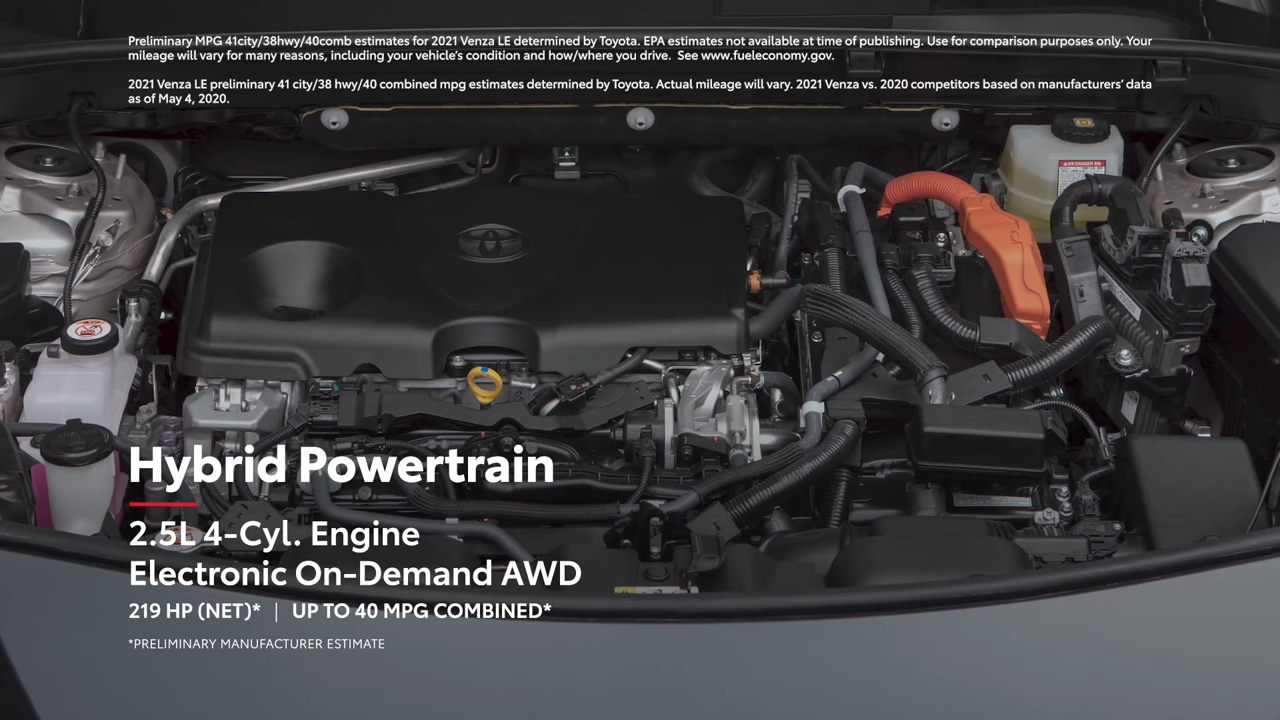 Preliminary MPG 41city/38hwy/40comb estimates for 2021 Venza LE determined by Toyota. EPA estimates not available at time of publishing. Use for comparison purposes only. Your
mileage will vary for many reasons, including your vehicle's condition and how/where you drive. See www.fueleconomy.gov.
2021 Venza LE preliminary 41 city/38 hwy/40 combined mpg estimates determined by Toyota. Actual mileage will vary. 2021 Venza vs. 2020 competitors based on manufacturers' data
as of May 4, 2020.
Hybrid Powertrain
2.5L 4-Cyl. Engine
Electronic On-Demand AWD
219 HP (NET)* | UP TO 40 MPG COMBINED*
*PRELIMINARY MANUFACTURER ESTIMATE